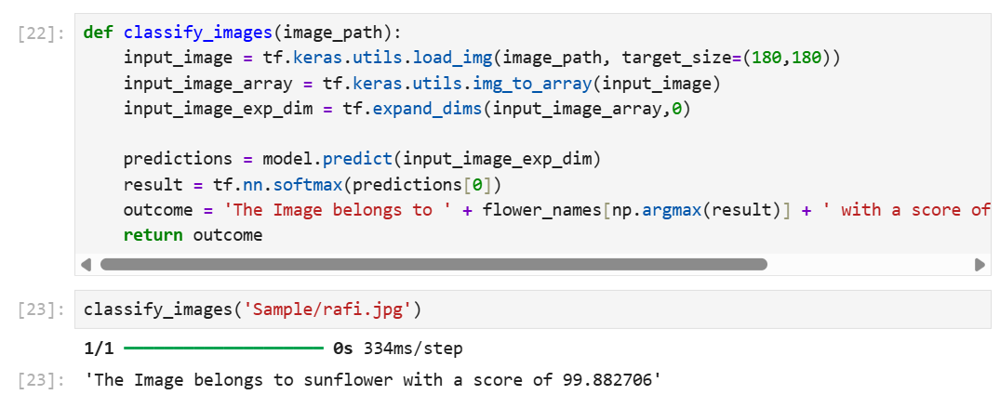 [22]: def classify_images(image_path):
    input_image = tf.keras.utils.load_img(image_path, target_size=(180,180))
    input_image_array = tf.keras.utils.img_to_array(input_image)
    input_image_exp_dim = tf.expand_dims(input_image_array,0)
    predictions = model.predict(input_image_exp_dim)
    result = tf.nn.softmax(predictions[0])
    outcome = 'The Image belongs to ' + flower_names[np.argmax(result)] + ' with a score of
    return outcome
[23]: classify_images('Sample/rafi.jpg')
1/1 0s 334ms/step
[23]: 'The Image belongs to sunflower with a score of 99.882706'